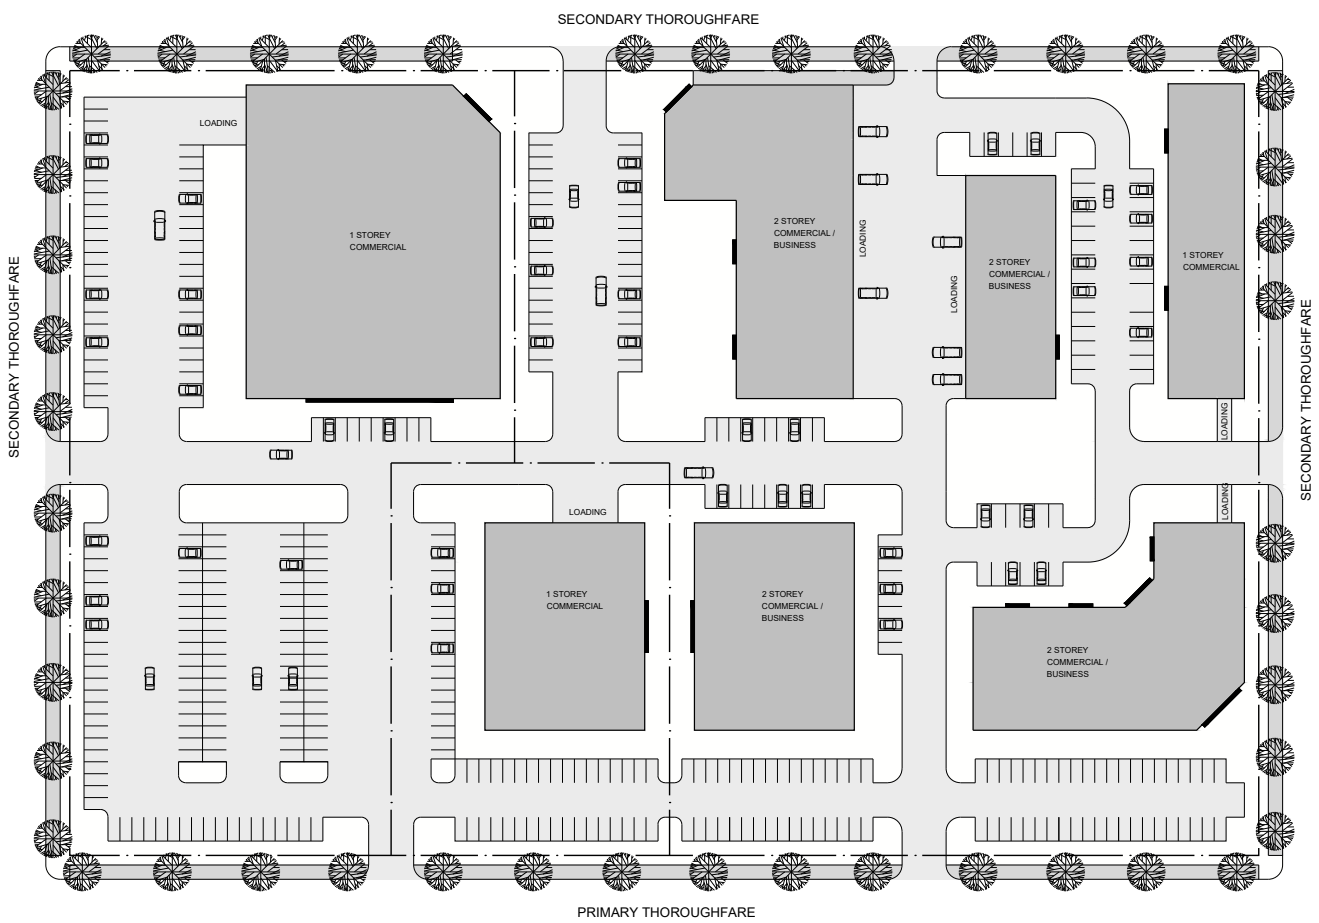 SECONDARY THOROUGHFARE
LOADING
1 STOREY
COMMERCIAL
2 STOREY
COMMERCIAL /
BUSINESS
LOADING
LOADING
2 STOREY
COMMERCIAL /
BUSINESS
1 STOREY
COMMERCIAL
SECONDARY THOROUGHFARE
SECONDARY THOROUGHFARE
LOADING
LOADING
LOADING
1 STOREY
COMMERCIAL
2 STOREY
COMMERCIAL /
BUSINESS
2 STOREY
COMMERCIAL /
BUSINESS
PRIMARY THOROUGHFARE